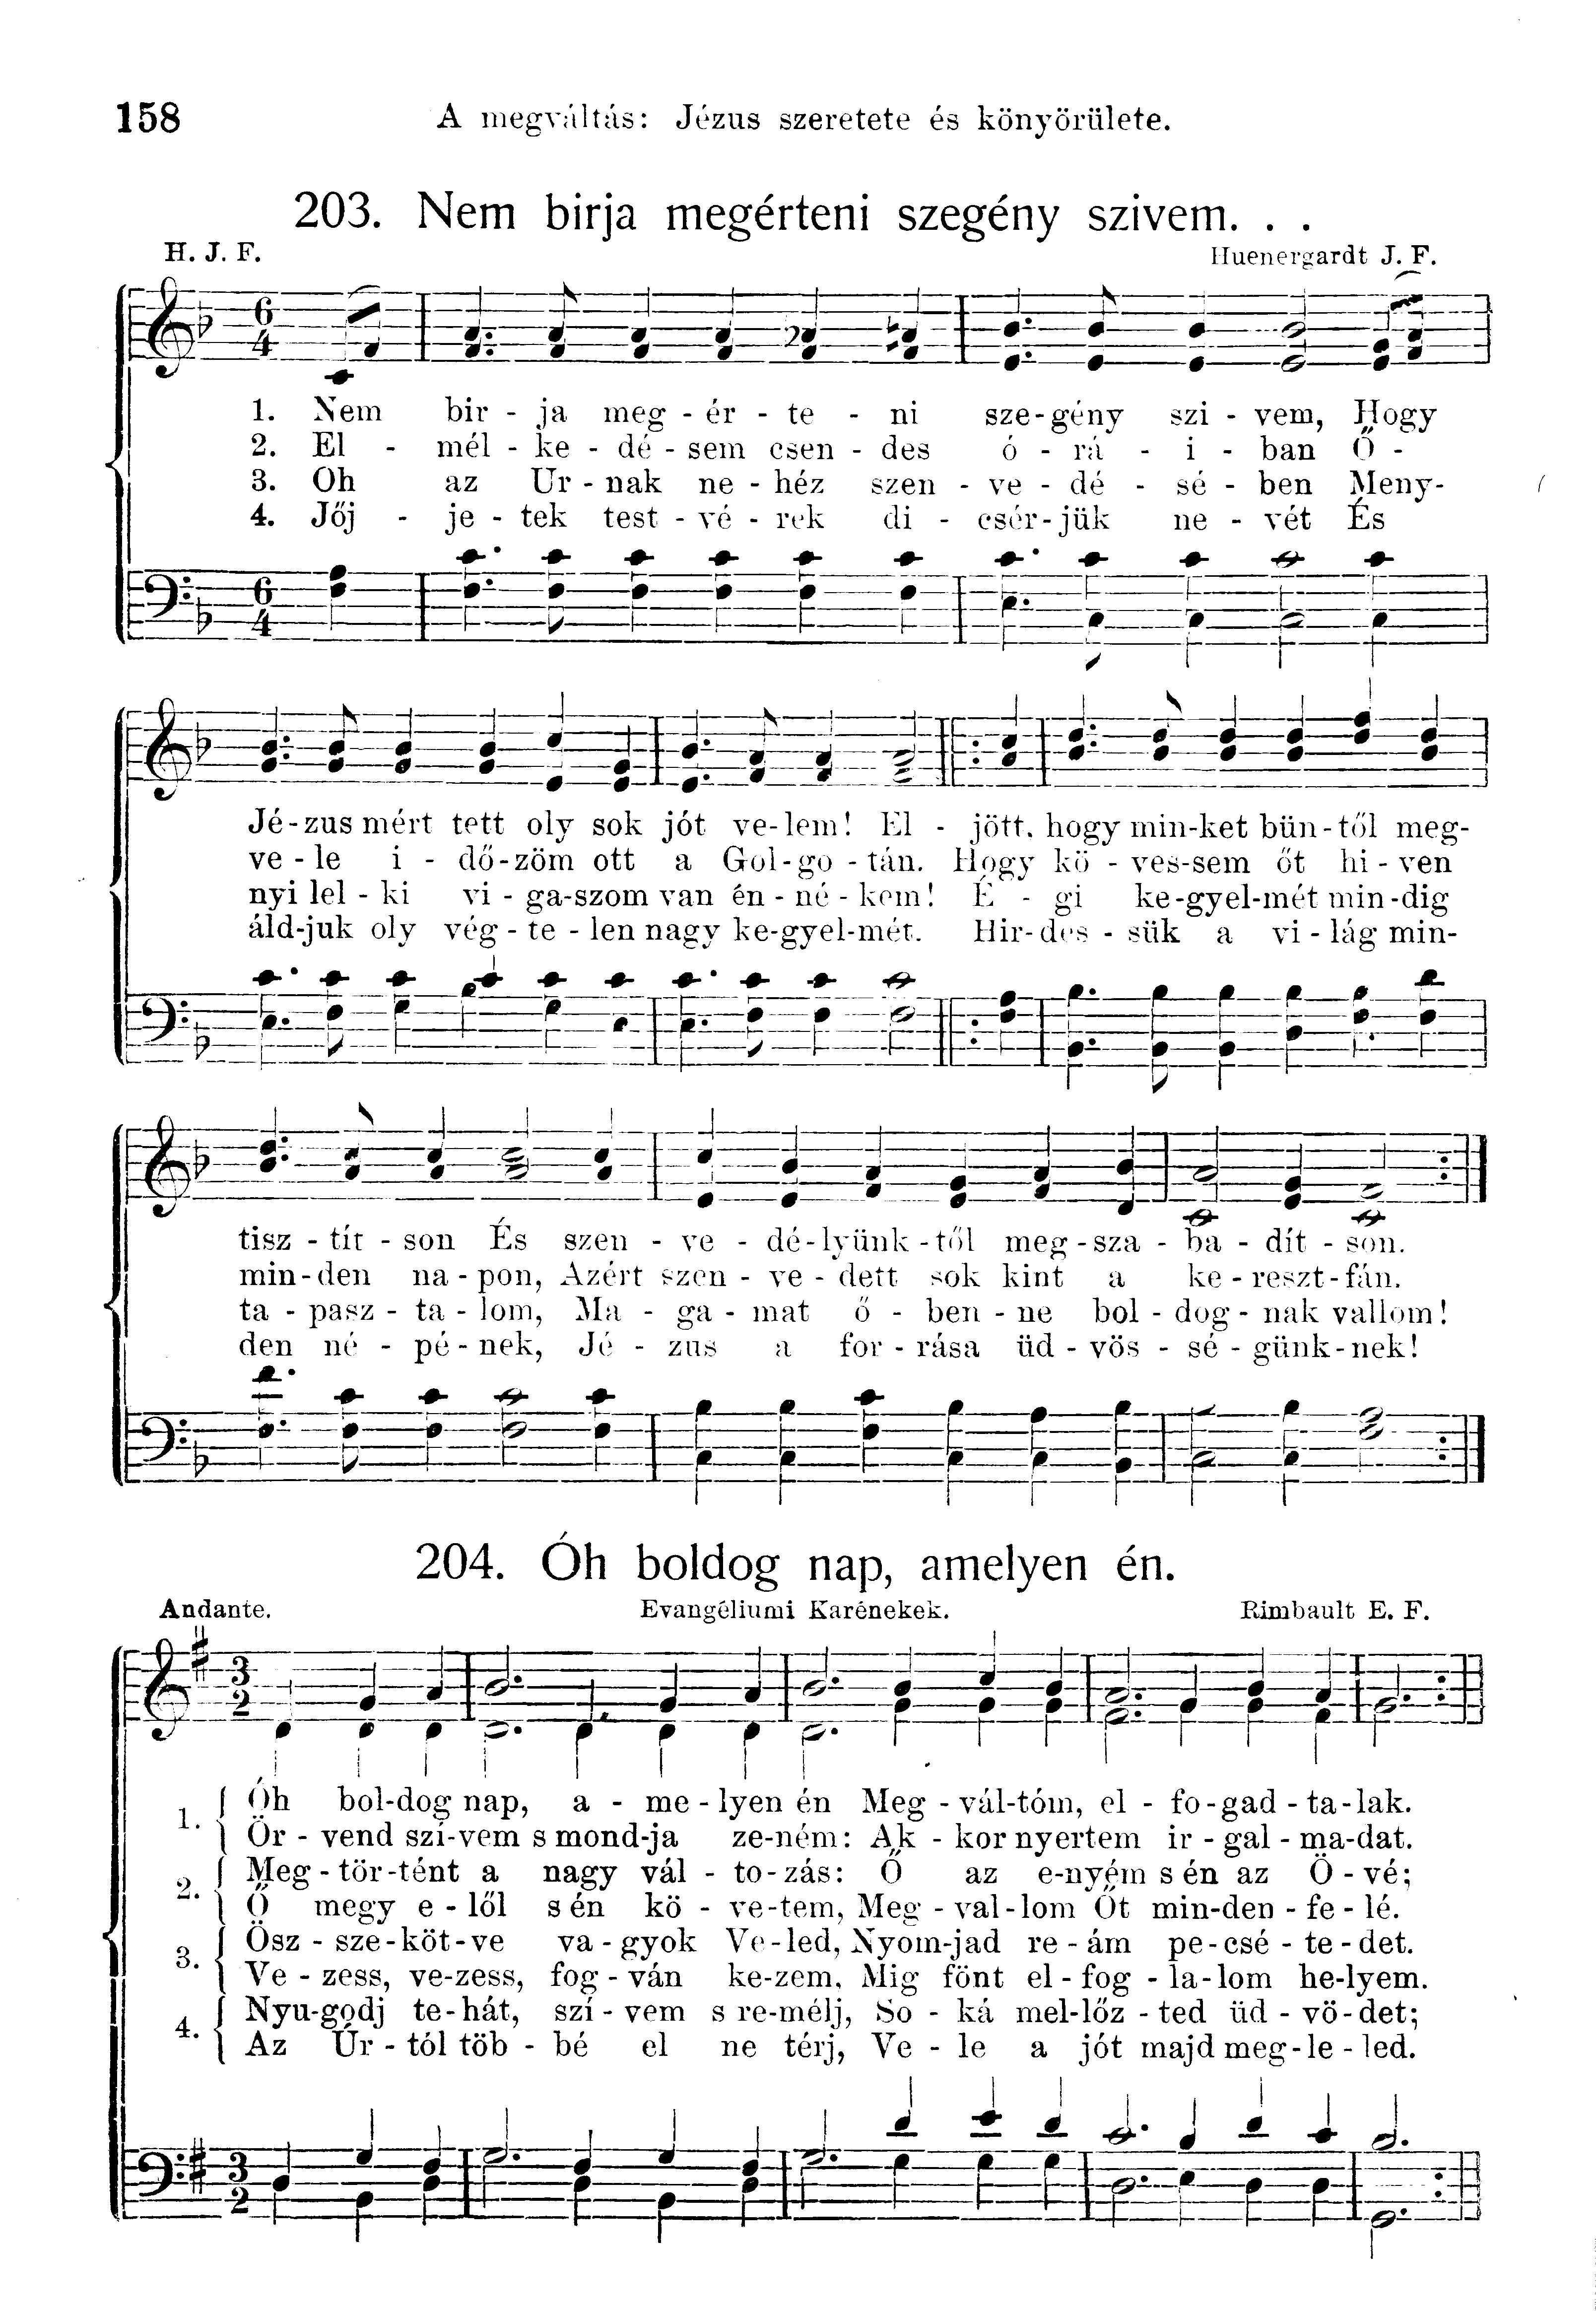 158
A megváltás: Jézus szeretete és könyörülete.
203. Nem birja megérteni szegény szivem. . .
H. J. F.
Huenergardt J. F.
6
4
1. Nem bir - ja meg - ér - te - ni sze-gény szi - vem, Hogy
2. El - mél - ke - dé - sem csen - des ó - rá - i - ban Ő -
3. Oh az Ur - nak ne - héz szen - ve - dé - sé - ben Meny-
4. Jőj - je - tek test - vé - rek di - csér-jük ne - vét És
6
4
Jé-zus mért tett oly sok jót ve-lem! El - jött, hogy min-ket bün-től meg-
ve - le i - dő-zöm ott a Gol-go - tán. Hogy kö - ves-sem őt hi - ven
nyi lel - ki vi - ga-szom van én - né - kem! É - gi ke-gyel-mét min-dig
áld-juk oly vég - te - len nagy ke-gyel-mét. Hir-des - sük a vi - lág min-
tisz - tít - son És szen - ve - dé-lyünk-től meg-sza - ba - dít - son.
min-den na - pon, Azért szen - ve - dett sok kint a ke - reszt-fán.
ta - pasz - ta - lom, Ma - ga - mat ő - ben - ne bol - dog - nak vallom!
den né - pé - nek, Jé - zus a for - rása üd - vös - sé - günk-nek!
204. Óh boldog nap, amelyen én.
Andante.
Evangéliumi Karénekek.
Rimbault E. F.
3
2
1. { Óh bol-dog nap, a - me - lyen én Meg - vál-tóm, el - fo-gad - ta-lak.
Ör - vend szí-vem s mond-ja ze-ném: Ak - kor nyertem ir - gal - ma-dat.
2. { Meg - tör-tént a nagy vál - to-zás: Ő az e-nyém s én az Ö - vé;
Ő megy e - lől s én kö - ve-tem, Meg - val-lom Őt min-den - fe - lé.
3. { Ösz - sze-köt-ve va - gyok Ve-led, Nyom-jad re - ám pe-csé - te - det.
Ve - zess, ve-zess, fog - ván ke-zem, Mig fönt el - fog - la-lom he-lyem.
4. { Nyu-godj te-hát, szí - vem s re-mélj, So - ká mel-lőz - ted üd - vö-det;
Az Úr - tól töb - bé el ne térj, Ve - le a jót majd meg-le - led.
3
2